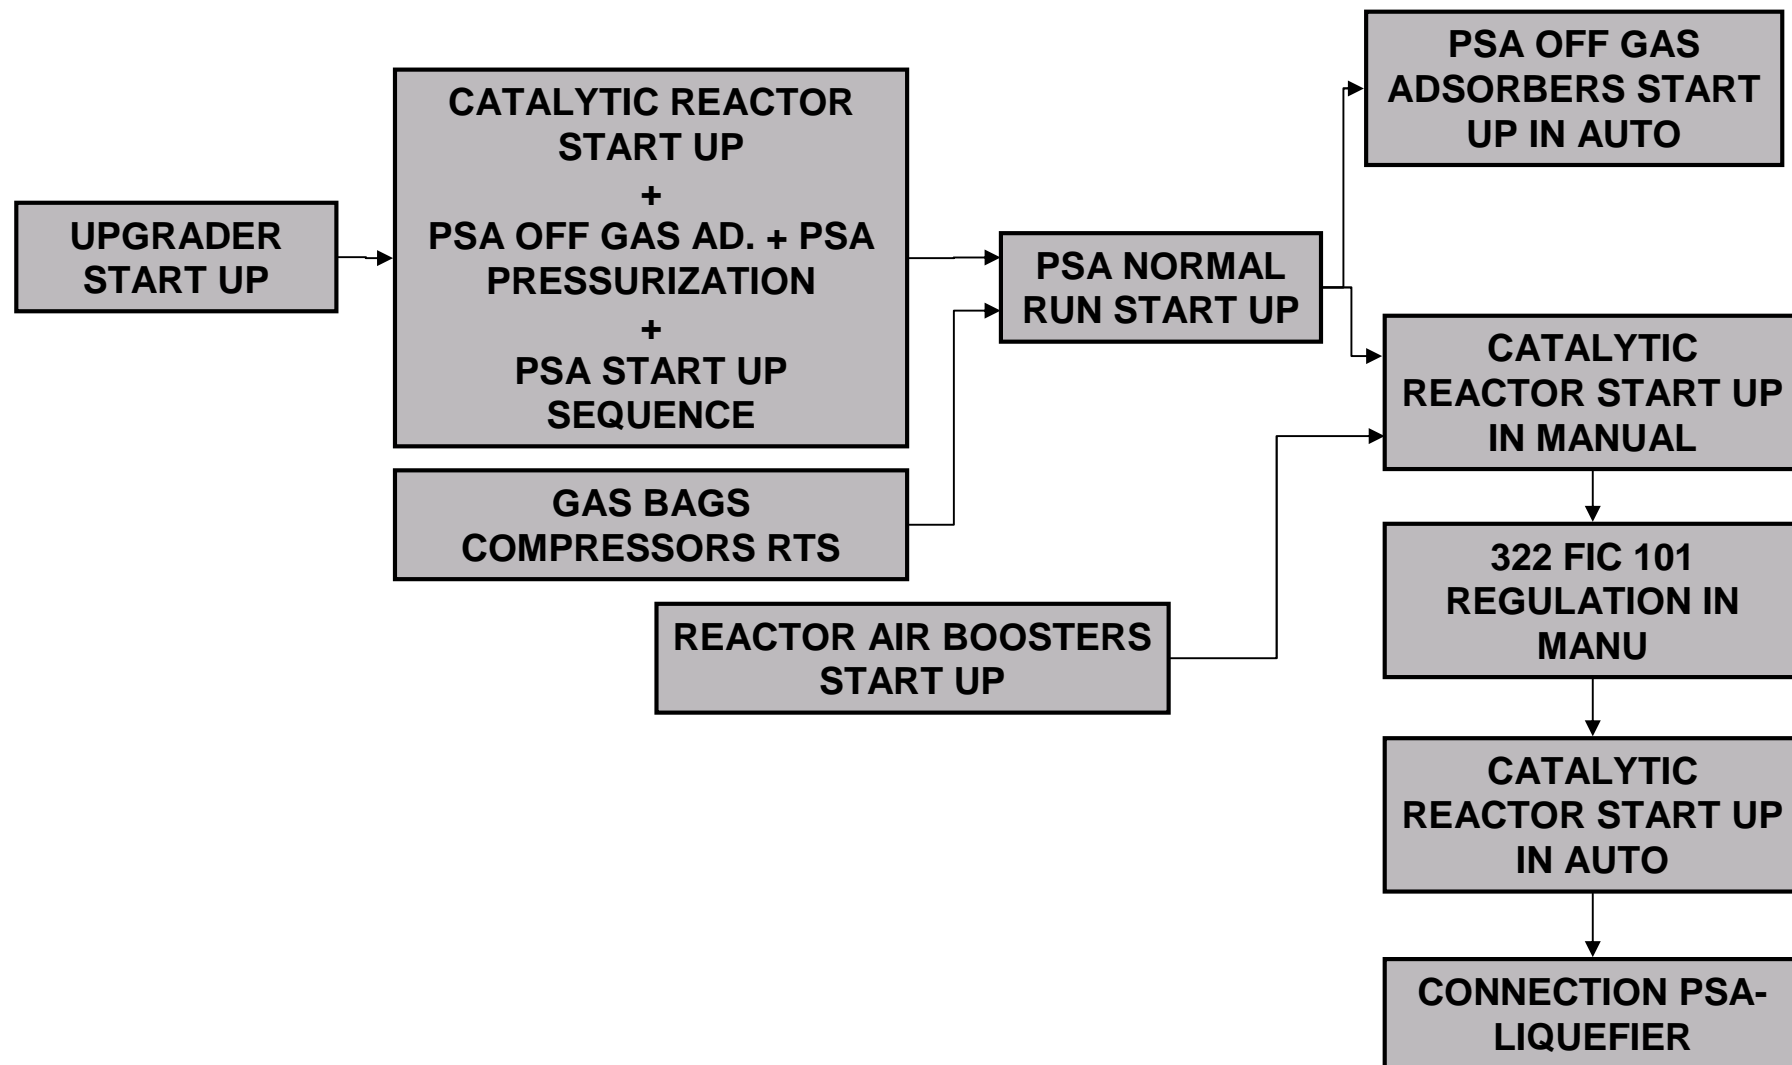 UPGRADER
START UP
CATALYTIC REACTOR
START UP
+
PSA OFF GAS AD. + PSA
PRESSURIZATION
+
PSA START UP
SEQUENCE
GAS BAGS
COMPRESSORS RTS
REACTOR AIR BOOSTERS
START UP
PSA NORMAL
RUN START UP
PSA OFF GAS
ADSORBERS START
UP IN AUTO
CATALYTIC
REACTOR START UP
IN MANUAL
322 FIC 101
REGULATION IN
MANU
CATALYTIC
REACTOR START UP
IN AUTO
CONNECTION PSA-
LIQUEFIER